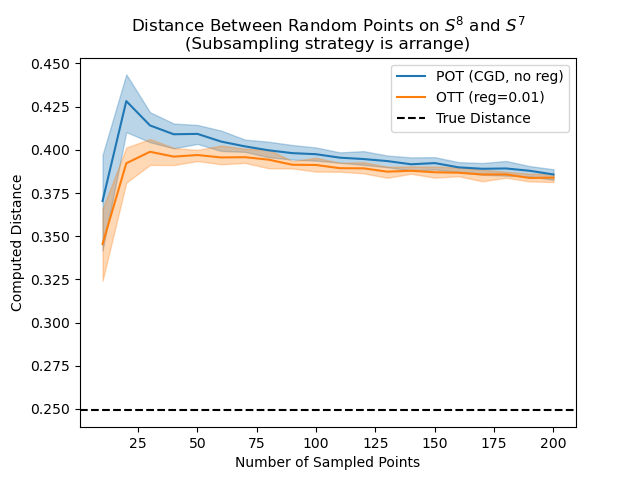 Distance Between Random Points on $S^8$ and $S^7$
(Subsampling strategy is arrange)
POT (CGD, no reg)
OTT (reg=0.01)
True Distance
Computed Distance
0.450
0.425
0.400
0.375
0.350
0.325
0.300
0.275
0.250
25 50 75 100 125 150 175 200
Number of Sampled Points